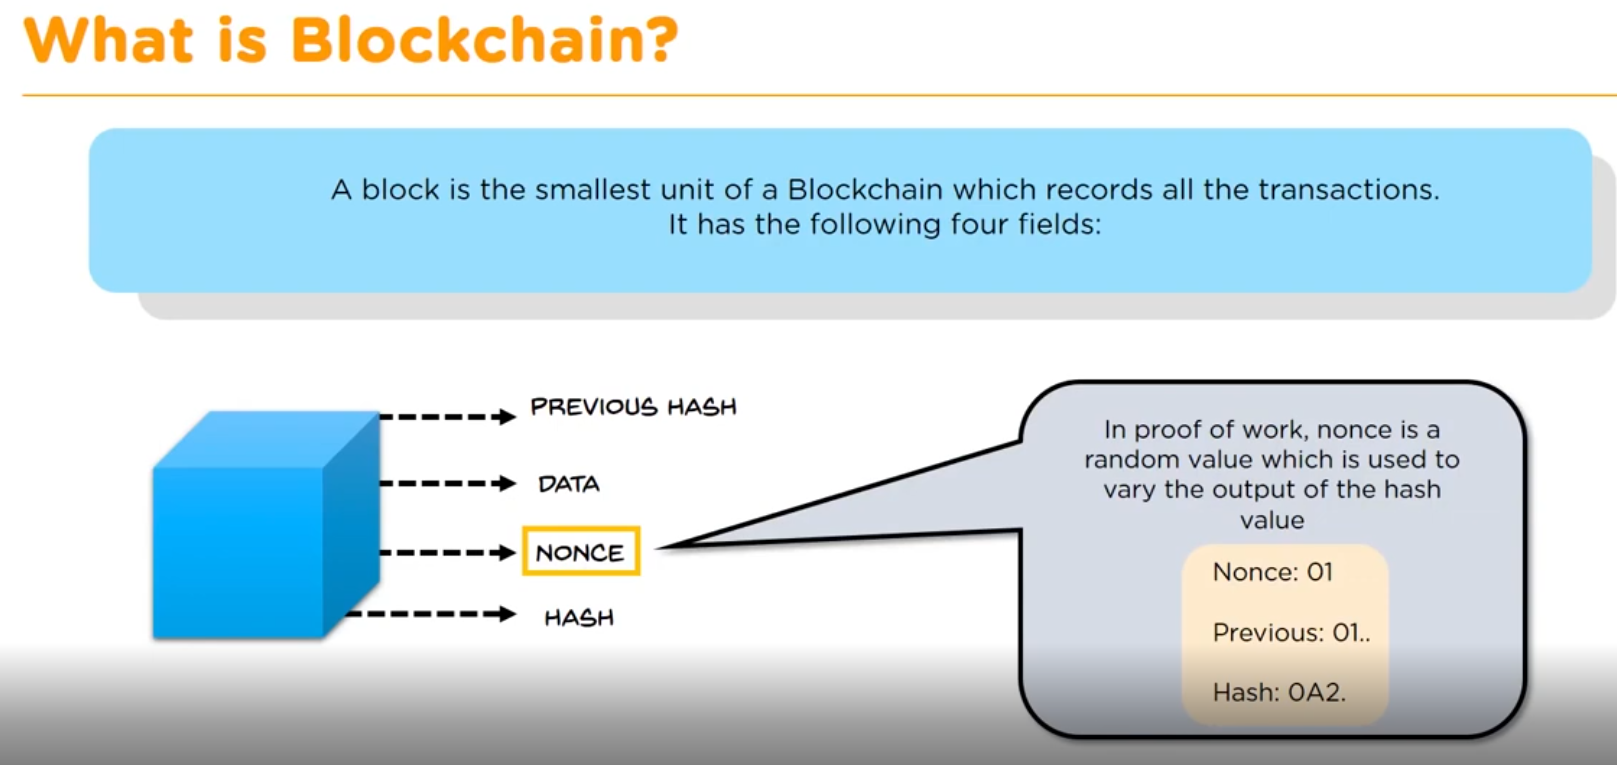 What is Blockchain?
A block is the smallest unit of a Blockchain which records all the transactions.
It has the following four fields:
PREVIOUS HASH
DATA
NONCE
HASH
In proof of work, nonce is a
random value which is used to
vary the output of the hash
value
Nonce: 01
Previous: 01..
Hash: 0A2.